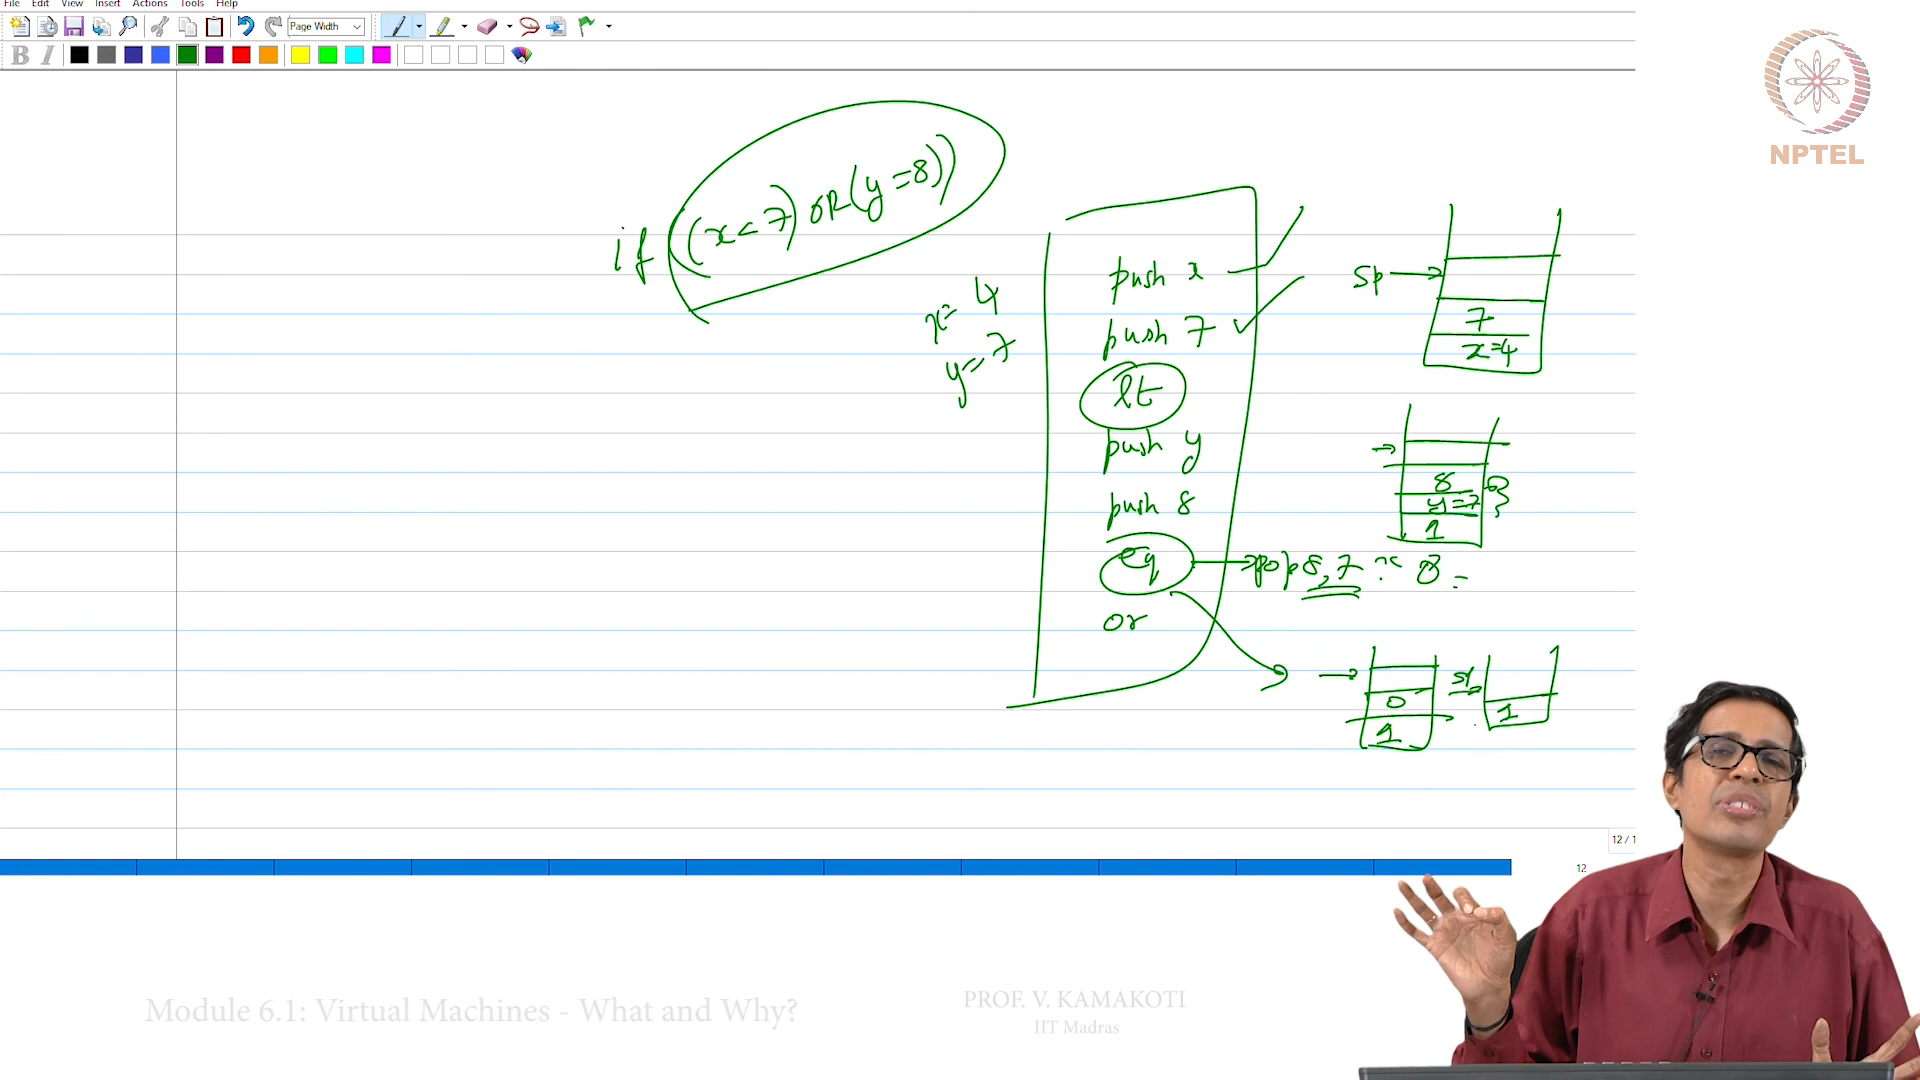 File Edit View Insert Actions Tools Help
Page Width
B I
NPTEL
if ((x<7) OR (y=8))
x=4
y=7
push x
push 7
lt
push y
push 8
eq
or
SP
7
x=4
8
y=7
1
pop 8, 7
0
1
SP
1
12 / 1
12
Module 6.1: Virtual Machines - What and Why?
PROF. V. KAMAKOTI
IIT Madras